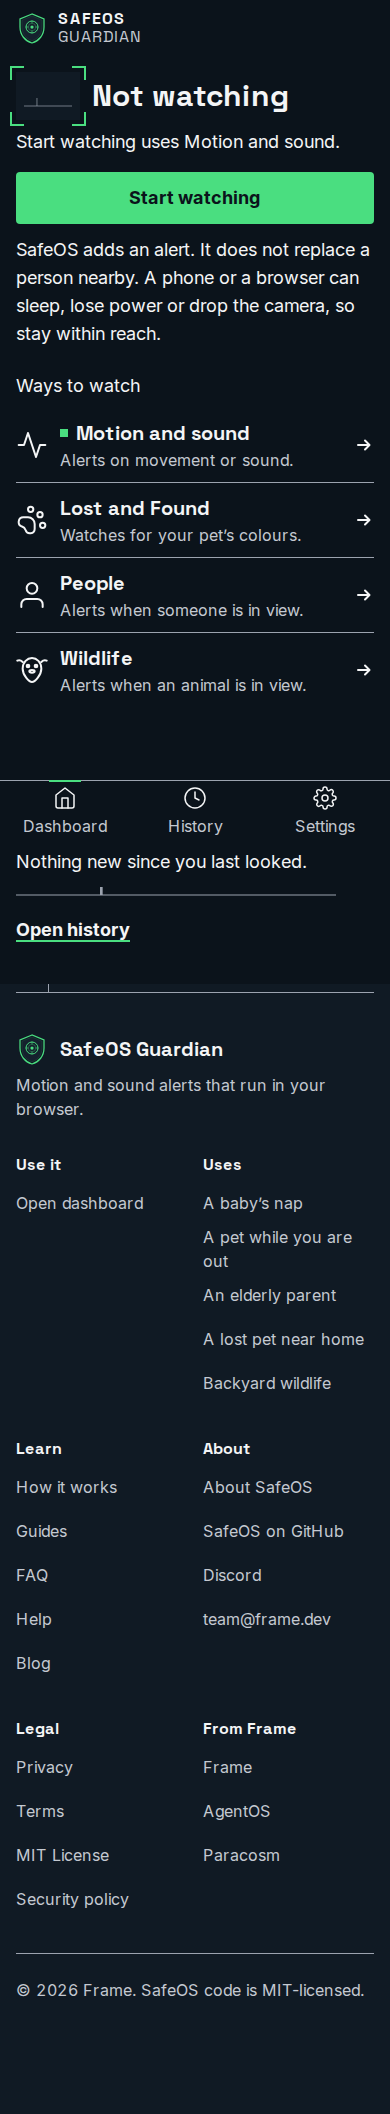 SAFEOS
GUARDIAN
Not watching
Start watching uses Motion and sound.
Start watching
SafeOS adds an alert. It does not replace a
person nearby. A phone or a browser can
sleep, lose power or drop the camera, so
stay within reach.
Ways to watch
Motion and sound
Alerts on movement or sound.
Lost and Found
Watches for your pet’s colours.
People
Alerts when someone is in view.
Wildlife
Alerts when an animal is in view.
Dashboard
History
Settings
Nothing new since you last looked.
Open history
SafeOS Guardian
Motion and sound alerts that run in your
browser.
Use it
Open dashboard
Uses
A baby’s nap
A pet while you are
out
An elderly parent
A lost pet near home
Backyard wildlife
Learn
How it works
Guides
FAQ
Help
Blog
About
About SafeOS
SafeOS on GitHub
Discord
team@frame.dev
Legal
Privacy
Terms
MIT License
Security policy
From Frame
Frame
AgentOS
Paracosm
© 2026 Frame. SafeOS code is MIT-licensed.